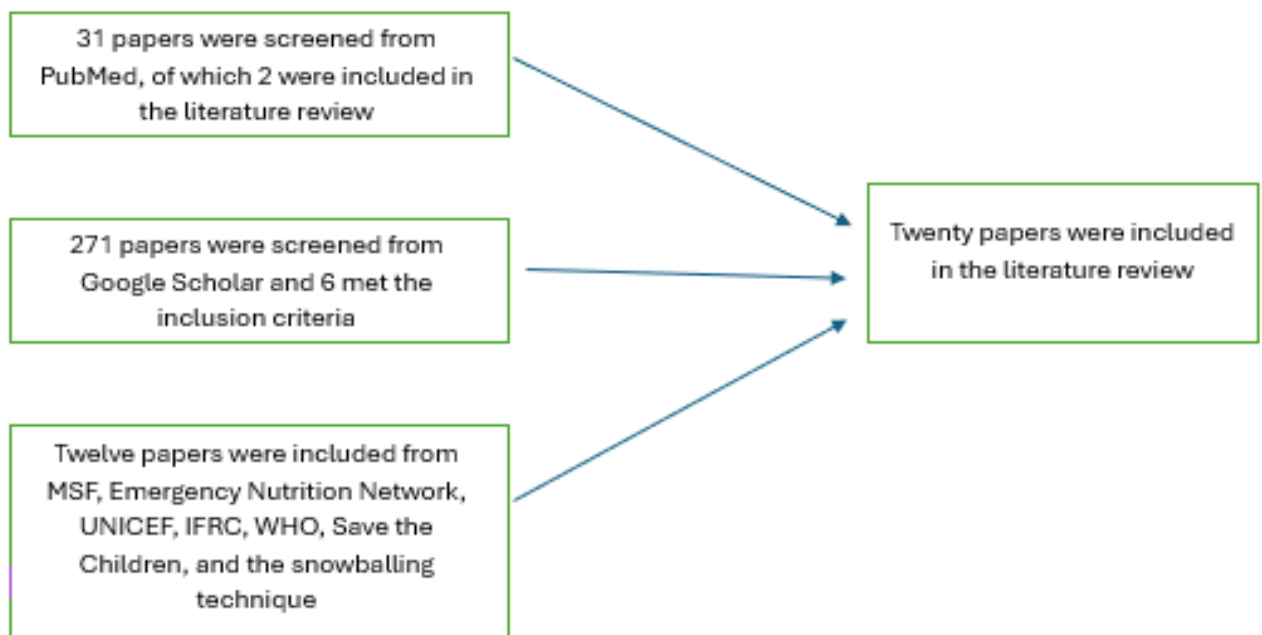 31 papers were screened from
PubMed, of which 2 were included in
the literature review
271 papers were screened from
Google Scholar and 6 met the
inclusion criteria
Twelve papers were included from
MSF, Emergency Nutrition Network,
UNICEF, IFRC, WHO, Save the
Children, and the snowballing
technique
Twenty papers were included
in the literature review